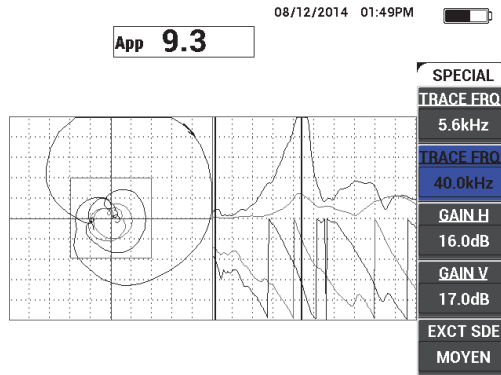 08/12/2014 01:49PM
App 9.3
SPECIAL
TRACE FRQ
5.6kHz
TRACE FRQ
40.0kHz
GAIN H
16.0dB
GAIN V
17.0dB
EXCT SDE
MOYEN